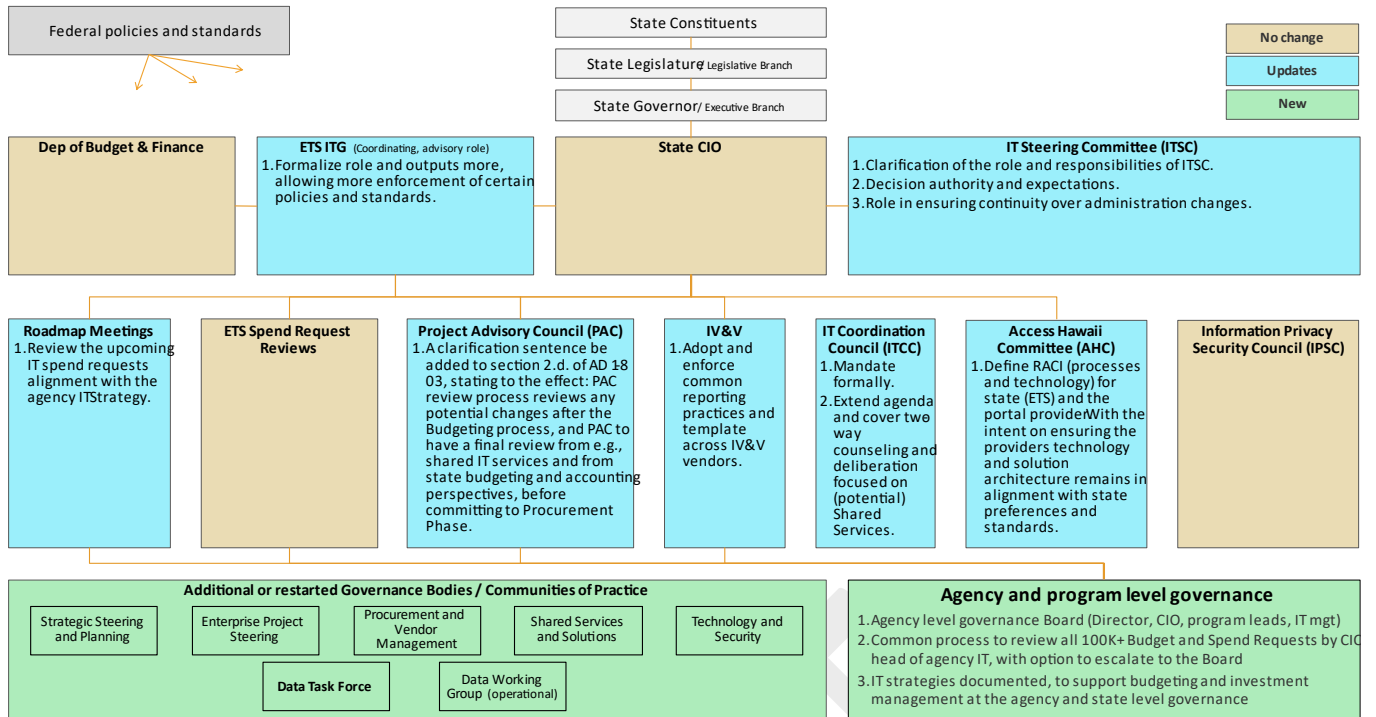 Federal policies and standards
State Constituents
State Legislature/ Legislative Branch
State Governor/ Executive Branch
No change
Updates
New
Dep of Budget & Finance
ETS ITG (Coordinating, advisory role)
1.Formalize role and outputs more,
allowing more enforcement of certain
policies and standards.
State CIO
IT Steering Committee (ITSC)
1.Clarification of the role and responsibilities of ITSC.
2.Decision authority and expectations.
3.Role in ensuring continuity over administration changes.
Roadmap Meetings
1.Review the upcoming
IT spend requests
alignment with the
agency ITStrategy.
ETS Spend Request
Reviews
Project Advisory Council (PAC)
1.A clarification sentence be
added to section 2.d. of AD 18
03, stating to the effect: PAC
review process reviews any
potential changes after the
Budgeting process, and PAC to
have a final review from e.g.,
shared IT services and from
state budgeting and accounting
perspectives, before
committing to Procurement
Phase.
IV&V
1.Adopt and
enforce
common
reporting
practices and
template
across IV&V
vendors.
IT Coordination
Council (ITCC)
1.Mandate
formally.
2.Extend agenda
and cover two
way
counseling and
deliberation
focused on
(potential)
Shared
Services.
Access Hawaii
Committee (AHC)
1.Define RACI (processes
and technology) for
state (ETS) and the
portal provider.With the
intent on ensuring the
providers technology
and solution
architecture remains in
alignment with state
preferences and
standards.
Information Privacy
Security Council (IPSC)
Additional or restarted Governance Bodies / Communities of Practice
Strategic Steering
and Planning
Enterprise Project
Steering
Procurement and
Vendor
Management
Shared Services
and Solutions
Technology and
Security
Data Task Force
Data Working
Group (operational)
Agency and program level governance
1.Agency level governance Board (Director, CIO, program leads, IT mgt)
2.Common process to review all 100K+ Budget and Spend Requests by CIO
head of agency IT, with option to escalate to the Board
3.IT strategies documented, to support budgeting and investment
management at the agency and state level governance